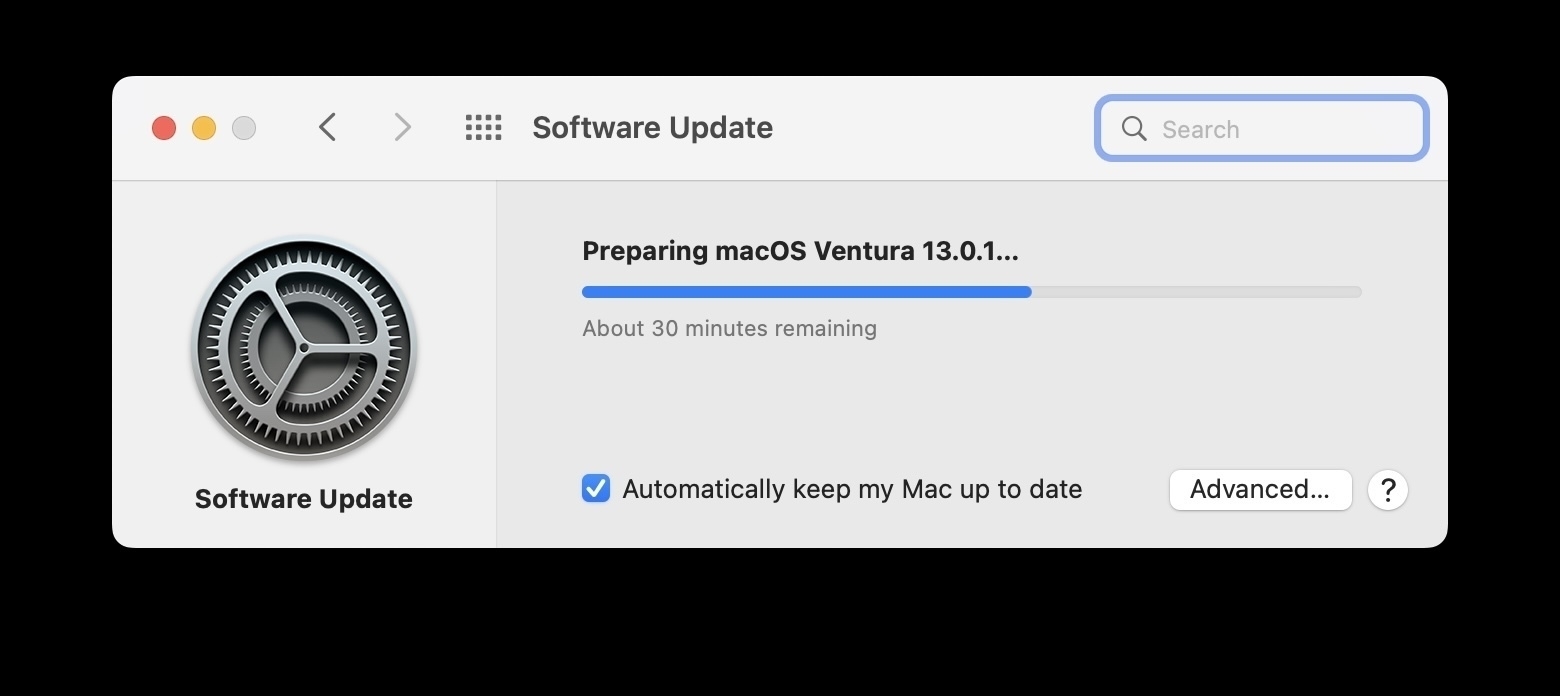 Software Update
Search
Preparing macOS Ventura 13.0.1...
About 30 minutes remaining
Software Update
Automatically keep my Mac up to date
Advanced...
?